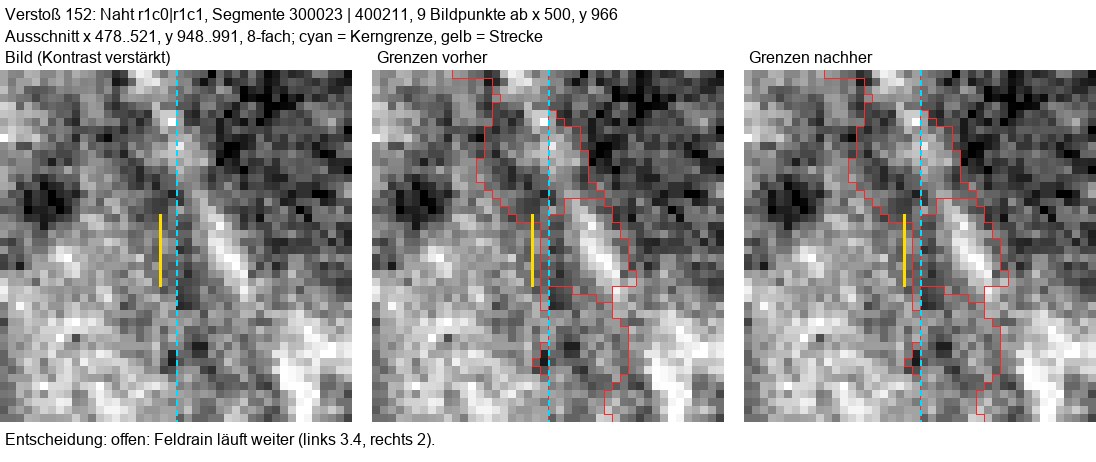 Verstoß 152: Naht r1c0|r1c1, Segmente 300023 | 400211, 9 Bildpunkte ab x 500, y 966
Ausschnitt x 478..521, y 948..991, 8-fach; cyan = Kerngrenze, gelb = Strecke
Bild (Kontrast verstärkt) Grenzen vorher Grenzen nachher
Entscheidung: offen: Feldrain läuft weiter (links 3.4, rechts 2).